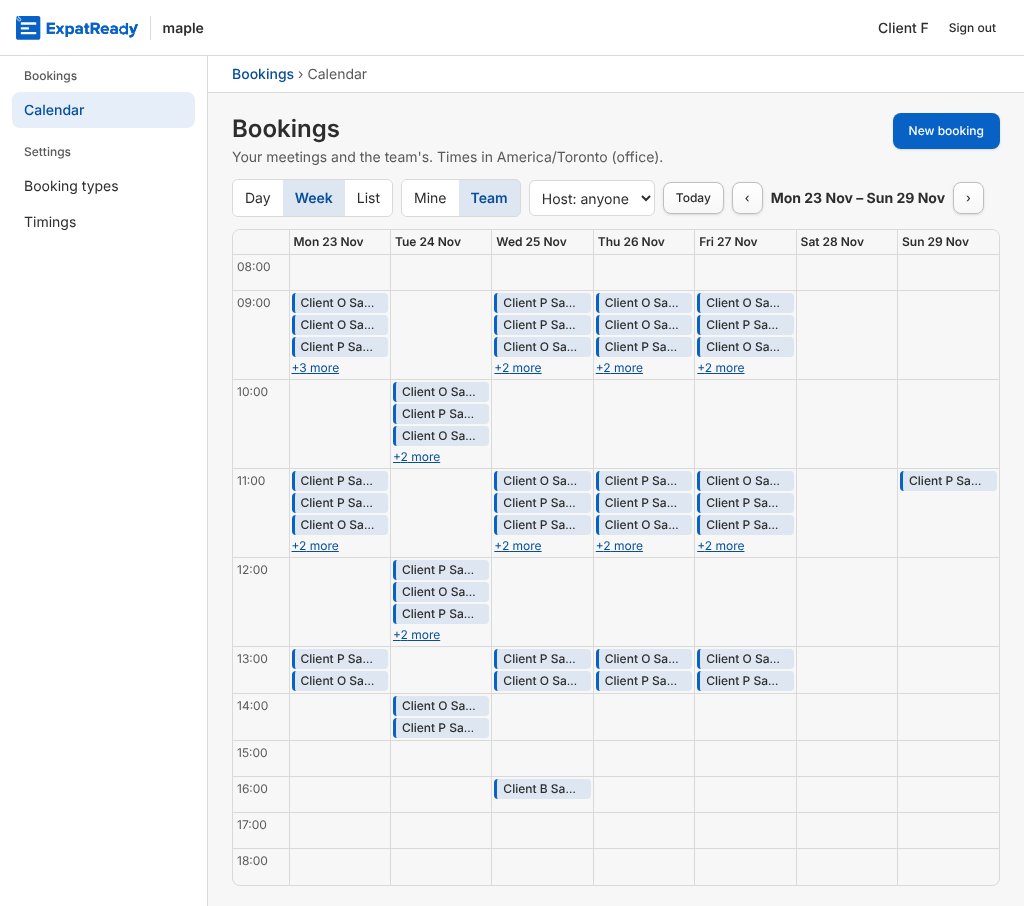 ExpatReady maple Client F Sign out
Bookings
Calendar
Settings
Booking types
Timings
Bookings › Calendar
Bookings
New booking
Your meetings and the team's. Times in America/Toronto (office).
Day Week List Mine Team Host: anyone Today ‹ Mon 23 Nov – Sun 29 Nov ›
Mon 23 Nov Tue 24 Nov Wed 25 Nov Thu 26 Nov Fri 27 Nov Sat 28 Nov Sun 29 Nov
08:00
09:00 Client O Sa... Client P Sa... Client O Sa... Client O Sa...
Client O Sa... Client P Sa... Client O Sa... Client P Sa...
Client P Sa... Client O Sa... Client P Sa... Client O Sa...
+3 more +2 more +2 more +2 more
10:00 Client O Sa...
Client P Sa...
Client O Sa...
+2 more
11:00 Client P Sa... Client O Sa... Client P Sa... Client O Sa... Client P Sa...
Client P Sa... Client P Sa... Client P Sa... Client P Sa...
Client O Sa... Client P Sa... Client O Sa... Client P Sa...
+2 more +2 more +2 more +2 more
12:00 Client P Sa...
Client O Sa...
Client P Sa...
+2 more
13:00 Client P Sa... Client P Sa... Client O Sa... Client O Sa...
Client O Sa... Client O Sa... Client P Sa... Client P Sa...
14:00 Client O Sa...
Client P Sa...
15:00
16:00 Client B Sa...
17:00
18:00